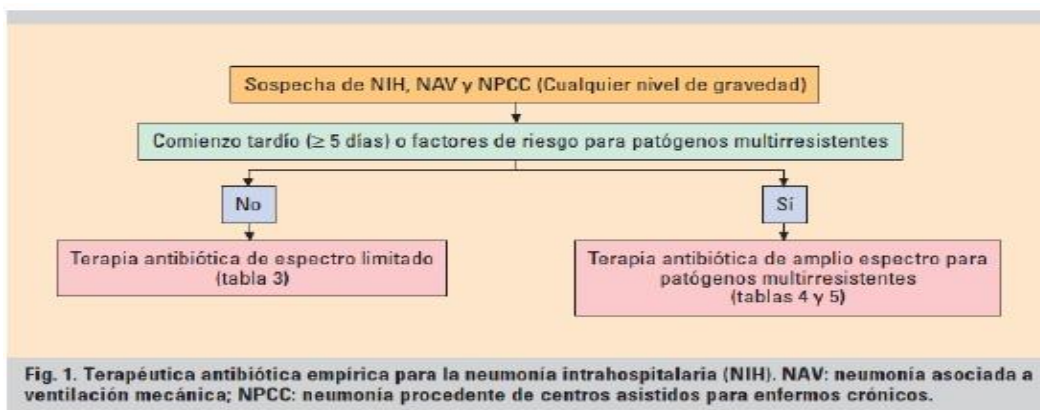 Sospecha de NIH, NAV y NPCC (Cualquier nivel de gravedad)
Comienzo tardío (≥ 5 días) o factores de riesgo para patógenos multirresistentes
No
Sí
Terapia antibiótica de espectro limitado
(tabla 3)
Terapia antibiótica de amplio espectro para
patógenos multirresistentes
(tablas 4 y 5)
Fig. 1. Terapéutica antibiótica empírica para la neumonía intrahospitalaria (NIH). NAV: neumonía asociada a
ventilación mecánica; NPCC: neumonía procedente de centros asistidos para enfermos crónicos.